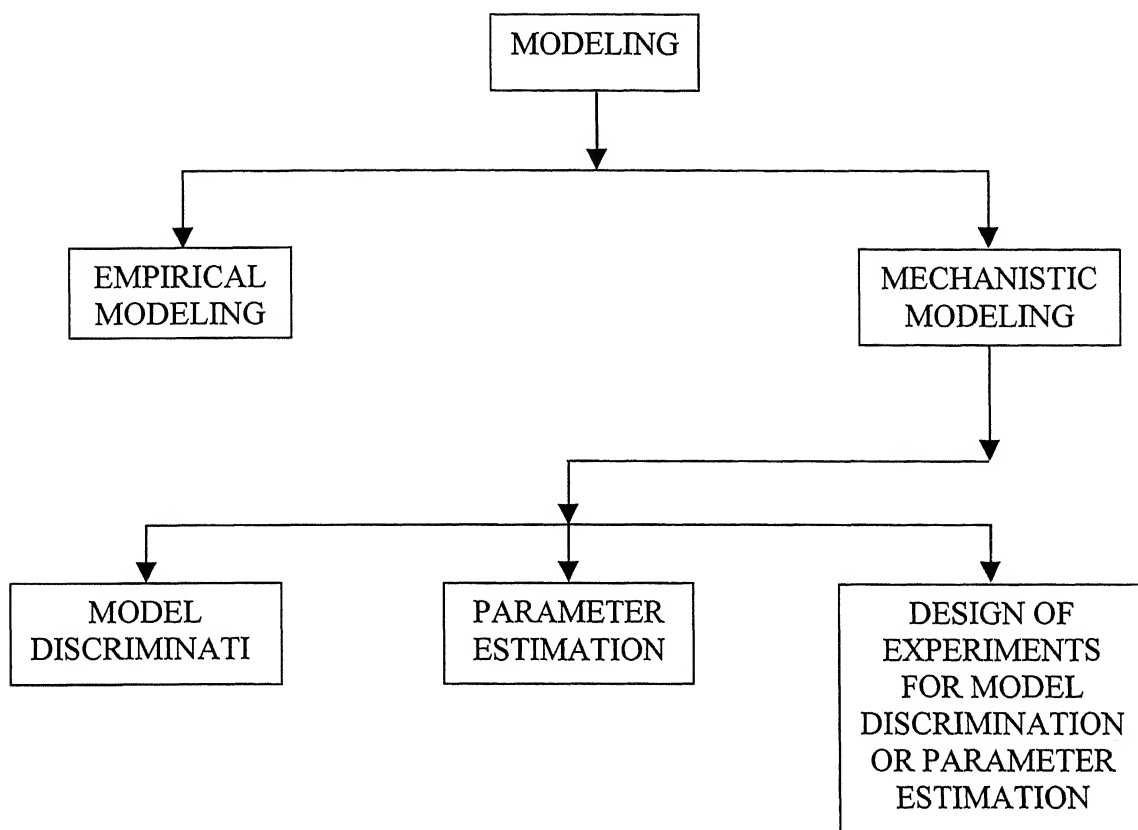 MODELING
EMPIRICAL
MODELING
MECHANISTIC
MODELING
MODEL
DISCRIMINATI
PARAMETER
ESTIMATION
DESIGN OF
EXPERIMENTS
FOR MODEL
DISCRIMINATION
OR PARAMETER
ESTIMATION